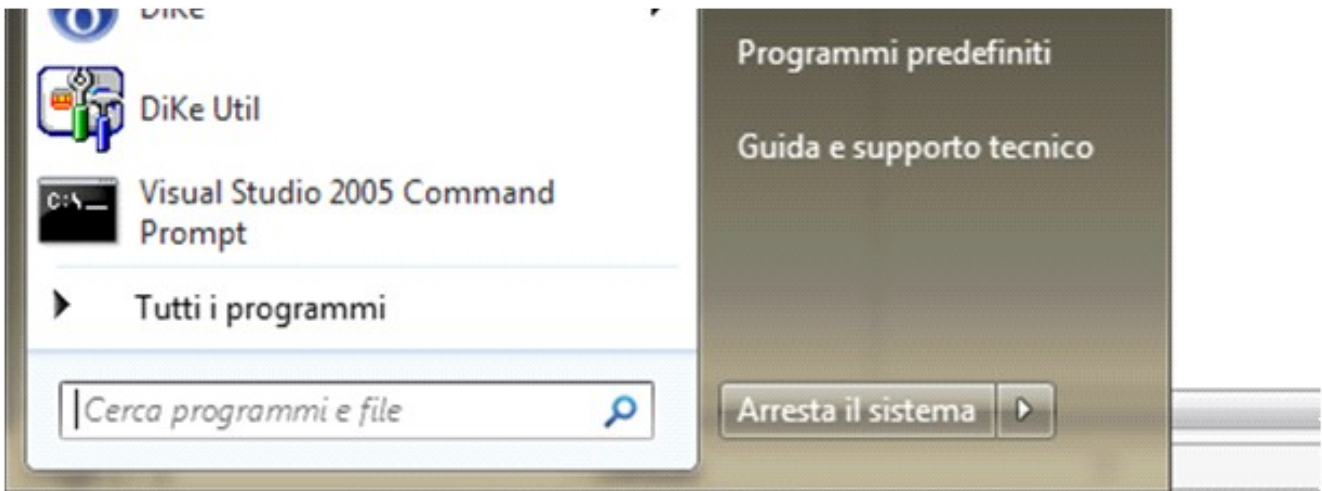 DiKe
DiKe Util
C:\
Visual Studio 2005 Command
Prompt
Tutti i programmi
Cerca programmi e file
Programmi predefiniti
Guida e supporto tecnico
Arresta il sistema